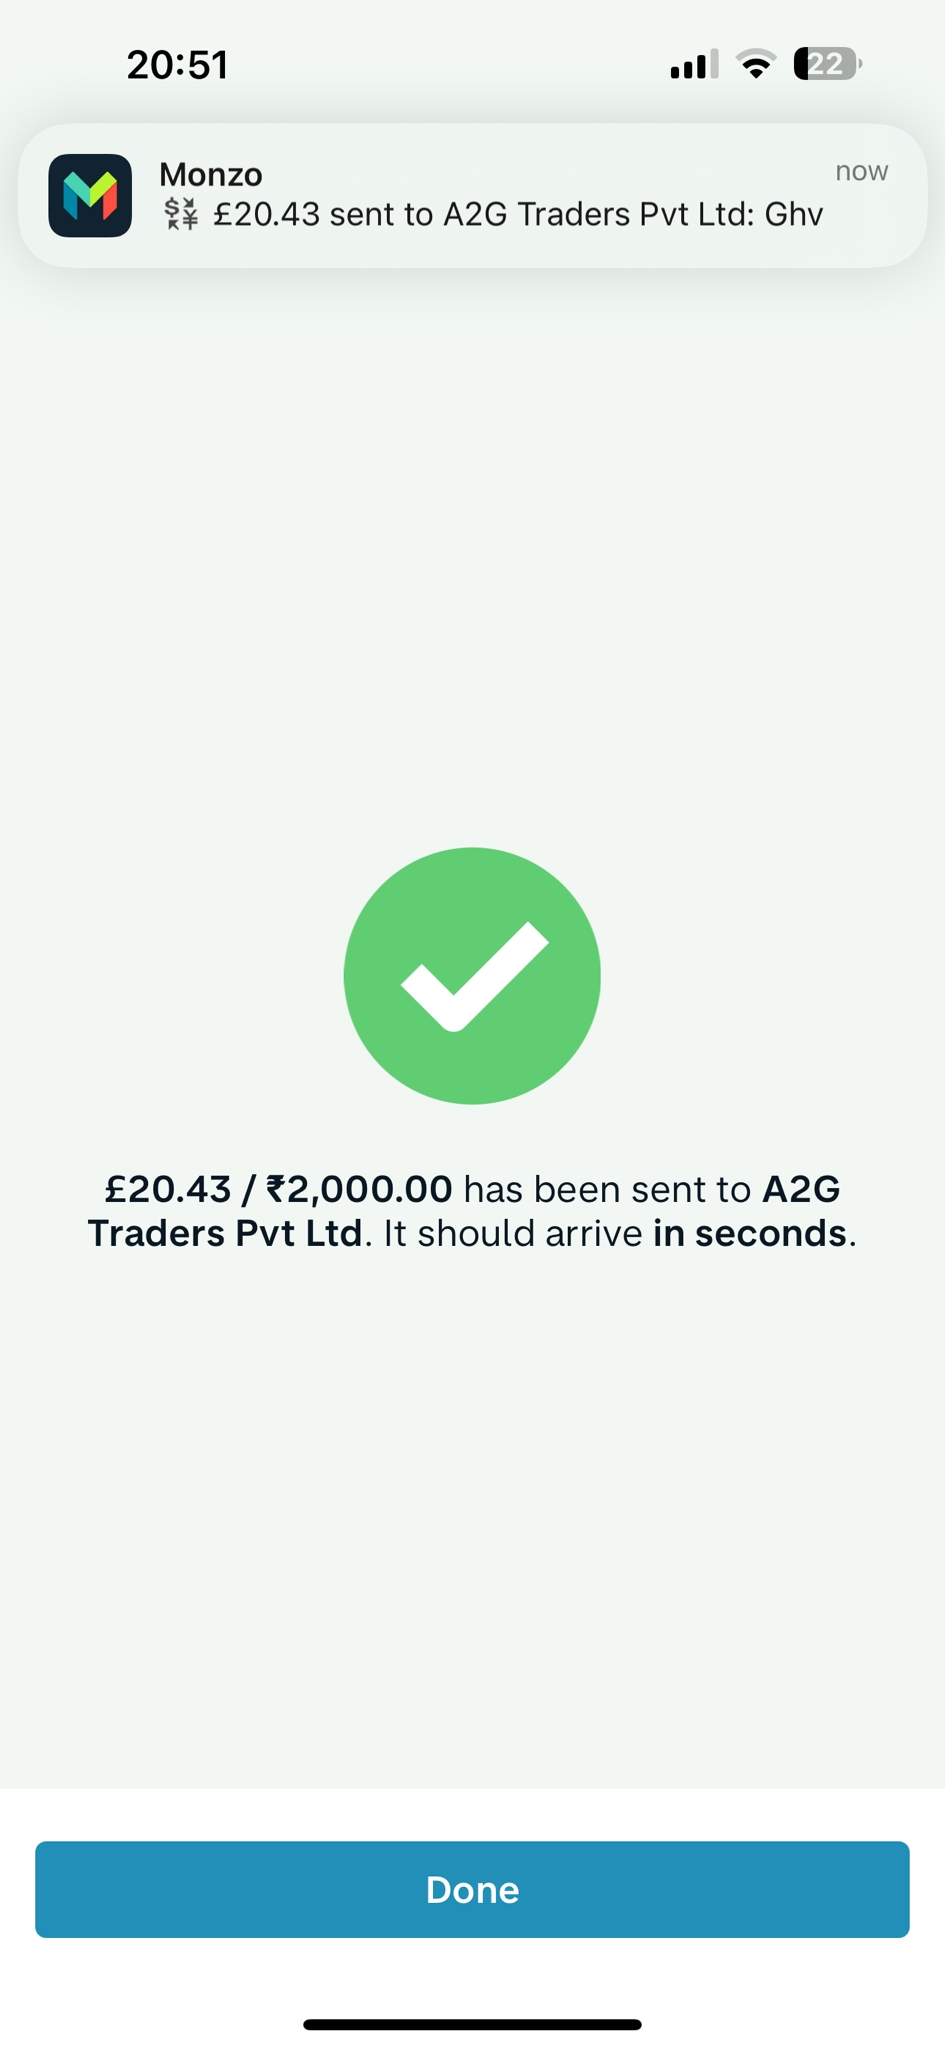 20:51
22
Monzo
now
💱 £20.43 sent to A2G Traders Pvt Ltd: Ghv
£20.43 / ₹2,000.00 has been sent to A2G
Traders Pvt Ltd. It should arrive in seconds.
Done